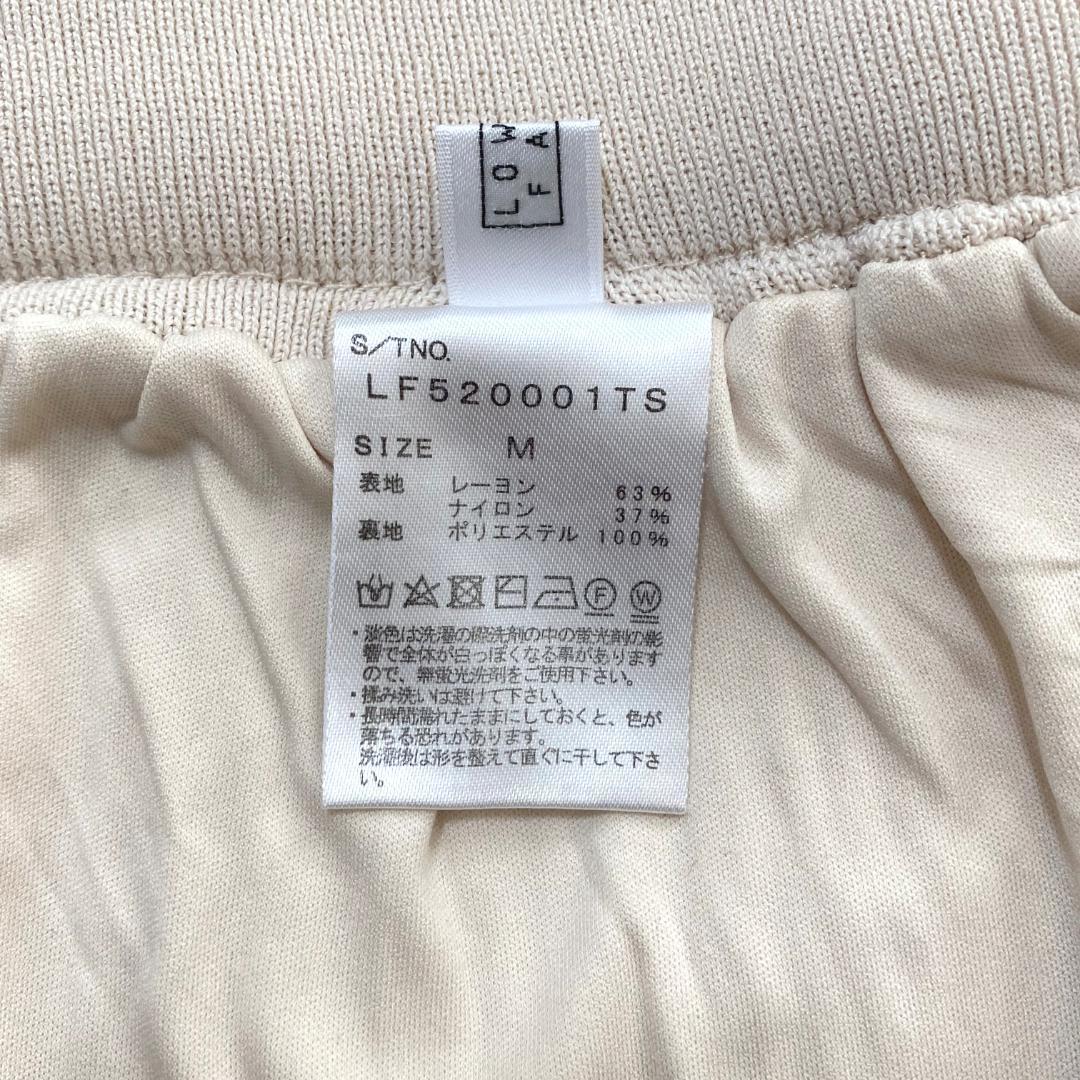 LOW
FA
S/TNO.
LF520001TS
SIZE M
表地 レーヨン 63%
ナイロン 37%
裏地 ポリエステル 100%
F W
・淡色は洗濯の際洗剤の中の蛍光剤の影
響で全体が白っぽくなる事があります
ので、無蛍光洗剤をご使用下さい。
・揉み洗いは避けて下さい。
・長時間濡れたままにしておくと、色が
落ちる恐れがあります。
洗濯後は形を整えて直ぐに干して下さ
い。